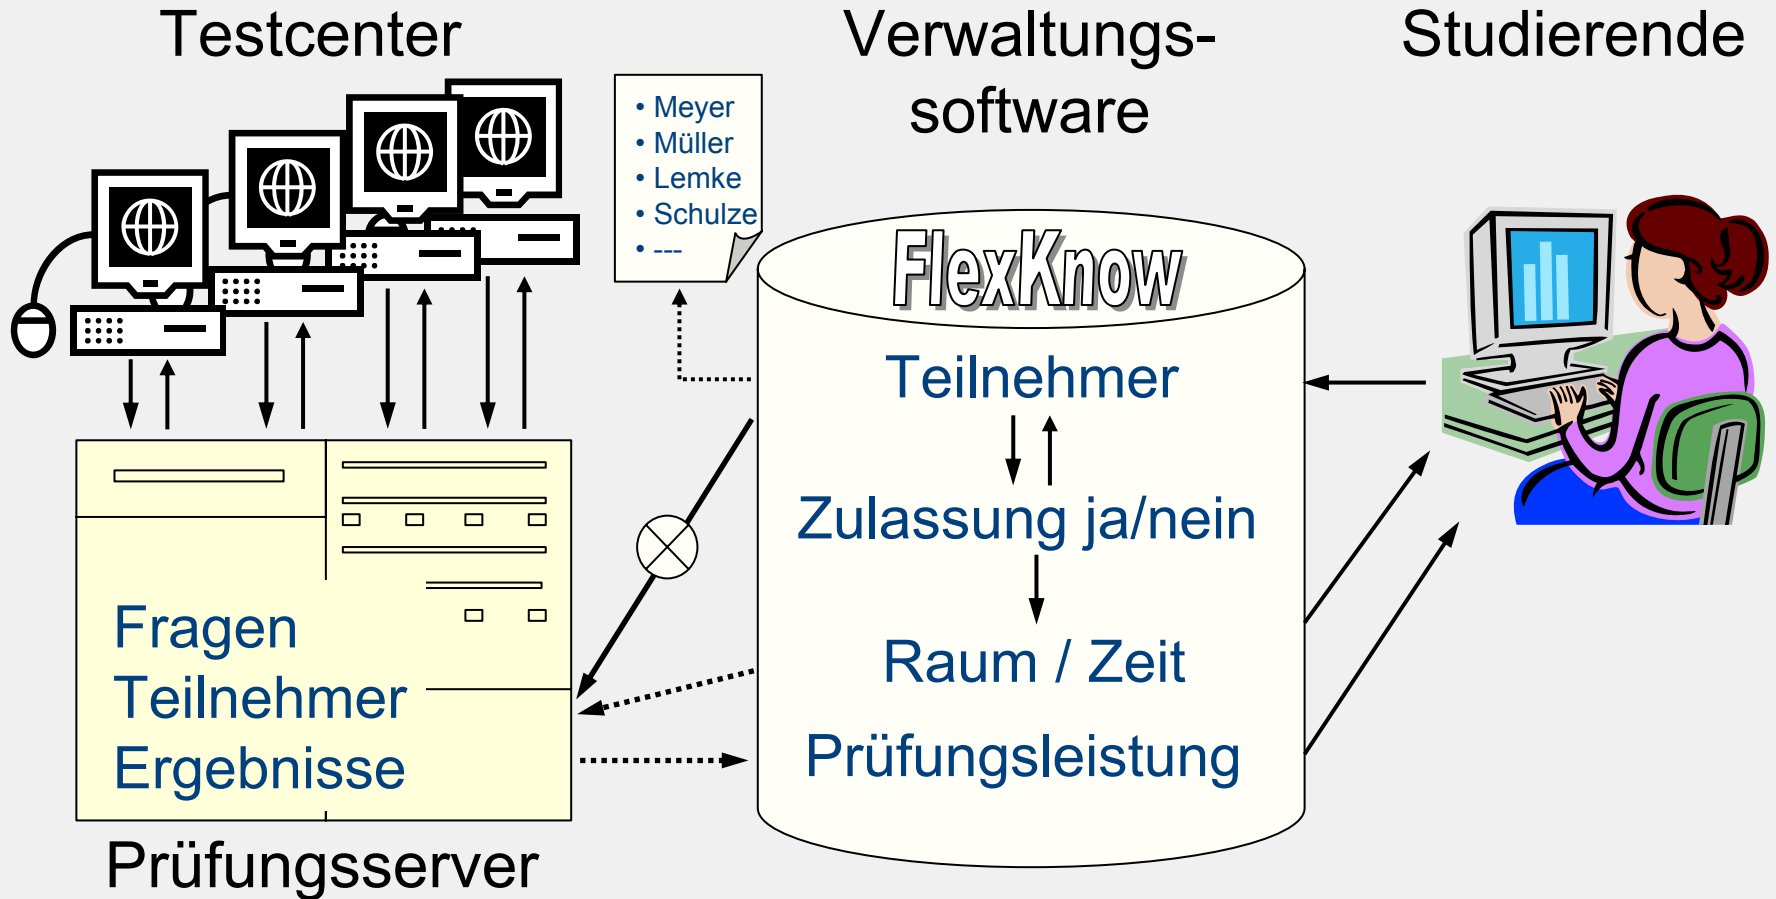 Testcenter
Verwaltungs-
software
Studierende
• Meyer
• Müller
• Lemke
• Schulze
• ---
FlexKnow
Teilnehmer
Zulassung ja/nein
Raum / Zeit
Prüfungsleistung
Fragen
Teilnehmer
Ergebnisse
Prüfungsserver